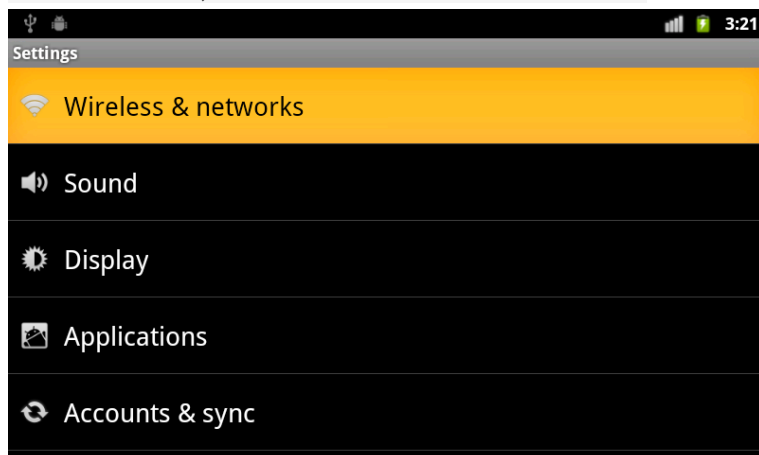 3:21
Settings
Wireless & networks
Sound
Display
Applications
Accounts & sync